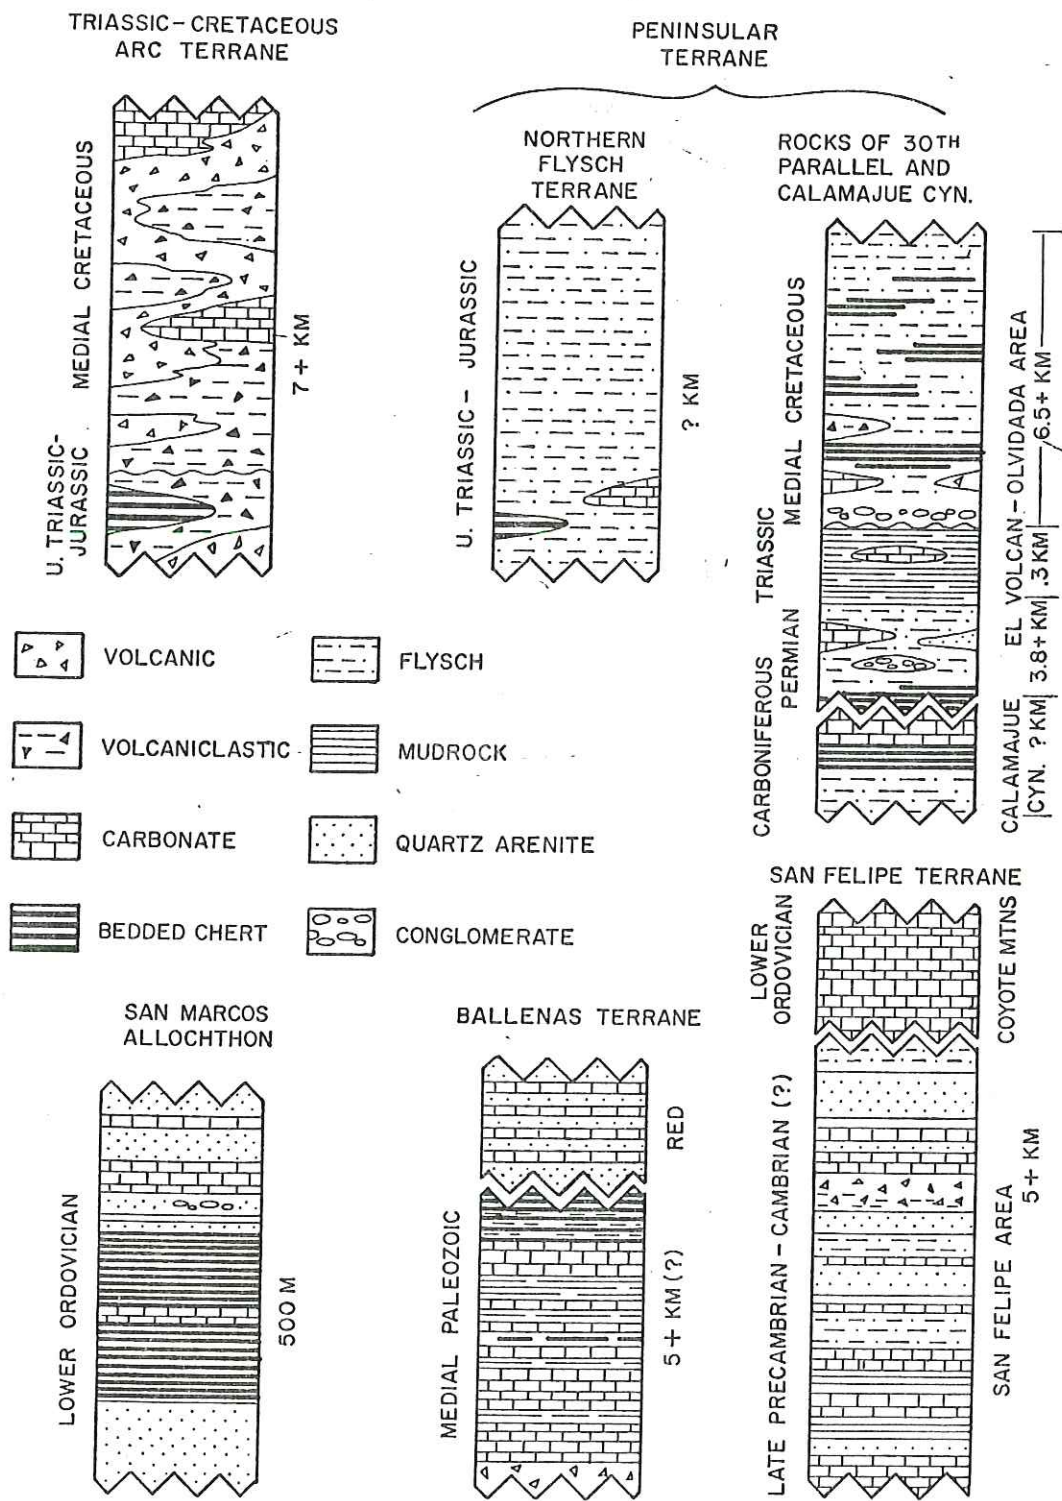 TRIASSIC-CRETACEOUS
ARC TERRANE
MEDIAL CRETACEOUS
U. TRIASSIC-
JURASSIC
7+ KM
PENINSULAR
TERRANE
NORTHERN
FLYSCH
TERRANE
U. TRIASSIC - JURASSIC
? KM
ROCKS OF 30TH
PARALLEL AND
CALAMAJUE CYN.
MEDIAL CRETACEOUS
TRIASSIC
PERMIAN
CARBONIFEROUS
EL VOLCAN-OLVIDADA AREA
6.5+ KM
.3 KM
3.8+ KM
CALAMAJUE
CYN. ? KM
VOLCANIC
FLYSCH
VOLCANICLASTIC
MUDROCK
CARBONATE
QUARTZ ARENITE
BEDDED CHERT
CONGLOMERATE
SAN MARCOS
ALLOCHTHON
LOWER ORDOVICIAN
500 M
BALLENAS TERRANE
MEDIAL PALEOZOIC
RED
5+ KM (?)
SAN FELIPE TERRANE
LOWER
ORDOVICIAN
COYOTE MTNS
LATE PRECAMBRIAN-CAMBRIAN (?)
SAN FELIPE AREA
5+ KM